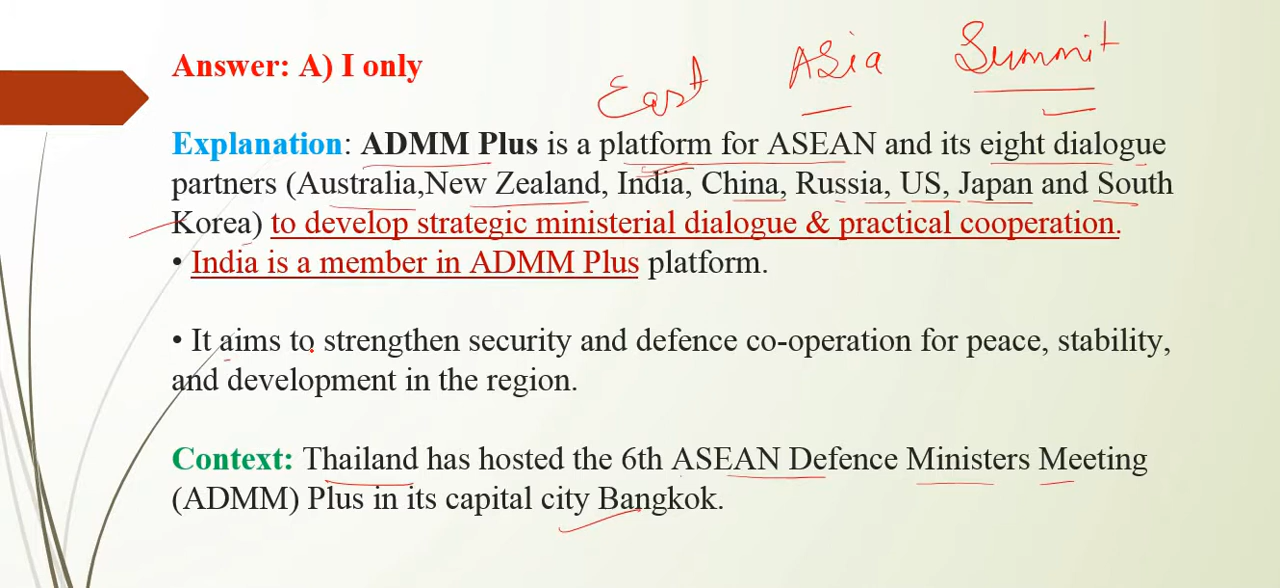 Answer: A) I only
East Asia Summit
Explanation: ADMM Plus is a platform for ASEAN and its eight dialogue
partners (Australia,New Zealand, India, China, Russia, US, Japan and South
Korea) to develop strategic ministerial dialogue & practical cooperation.
• India is a member in ADMM Plus platform.
• It aims to strengthen security and defence co-operation for peace, stability,
and development in the region.
Context: Thailand has hosted the 6th ASEAN Defence Ministers Meeting
(ADMM) Plus in its capital city Bangkok.